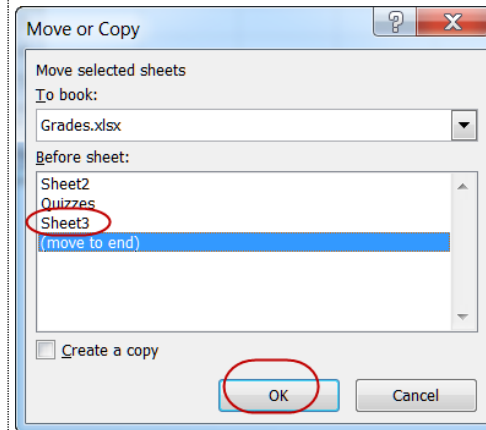 Move or Copy
Move selected sheets
To book:
Grades.xlsx
Before sheet:
Sheet2
Quizzes
Sheet3
(move to end)
Create a copy
OK Cancel